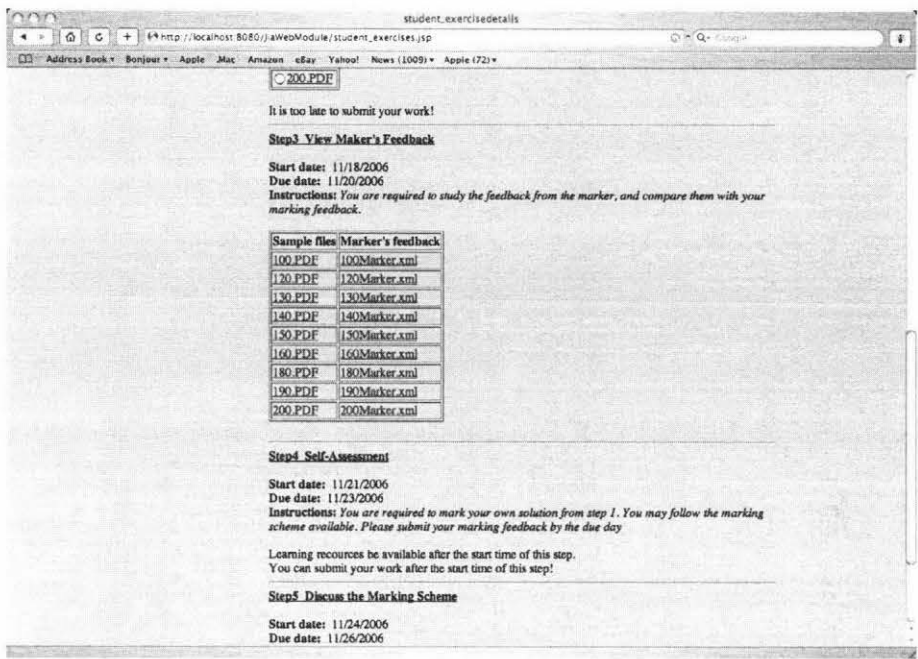 student_exercisedetails
http://localhost:8080/J-aWebModule/student_exercises.jsp
Address Book Bonjour Apple Mac Amazon eBay Yahoo! News (1009) Apple (72)
200.PDF
It is too late to submit your work!
Step3 View Maker's Feedback
Start date: 11/18/2006
Due date: 11/20/2006
Instructions: You are required to study the feedback from the marker, and compare them with your
marking feedback.
Sample files Marker's feedback
100.PDF 100Marker.xml
120.PDF 120Marker.xml
130.PDF 130Marker.xml
140.PDF 140Marker.xml
150.PDF 150Marker.xml
160.PDF 160Marker.xml
180.PDF 180Marker.xml
190.PDF 190Marker.xml
200.PDF 200Marker.xml
Step4 Self-Assessment
Start date: 11/21/2006
Due date: 11/23/2006
Instructions: You are required to mark your own solution from step 1. You may follow the marking
scheme available. Please submit your marking feedback by the due day
Learning recources be available after the start time of this step.
You can submit your work after the start time of this step!
Step5 Discuss the Marking Scheme
Start date: 11/24/2006
Due date: 11/26/2006